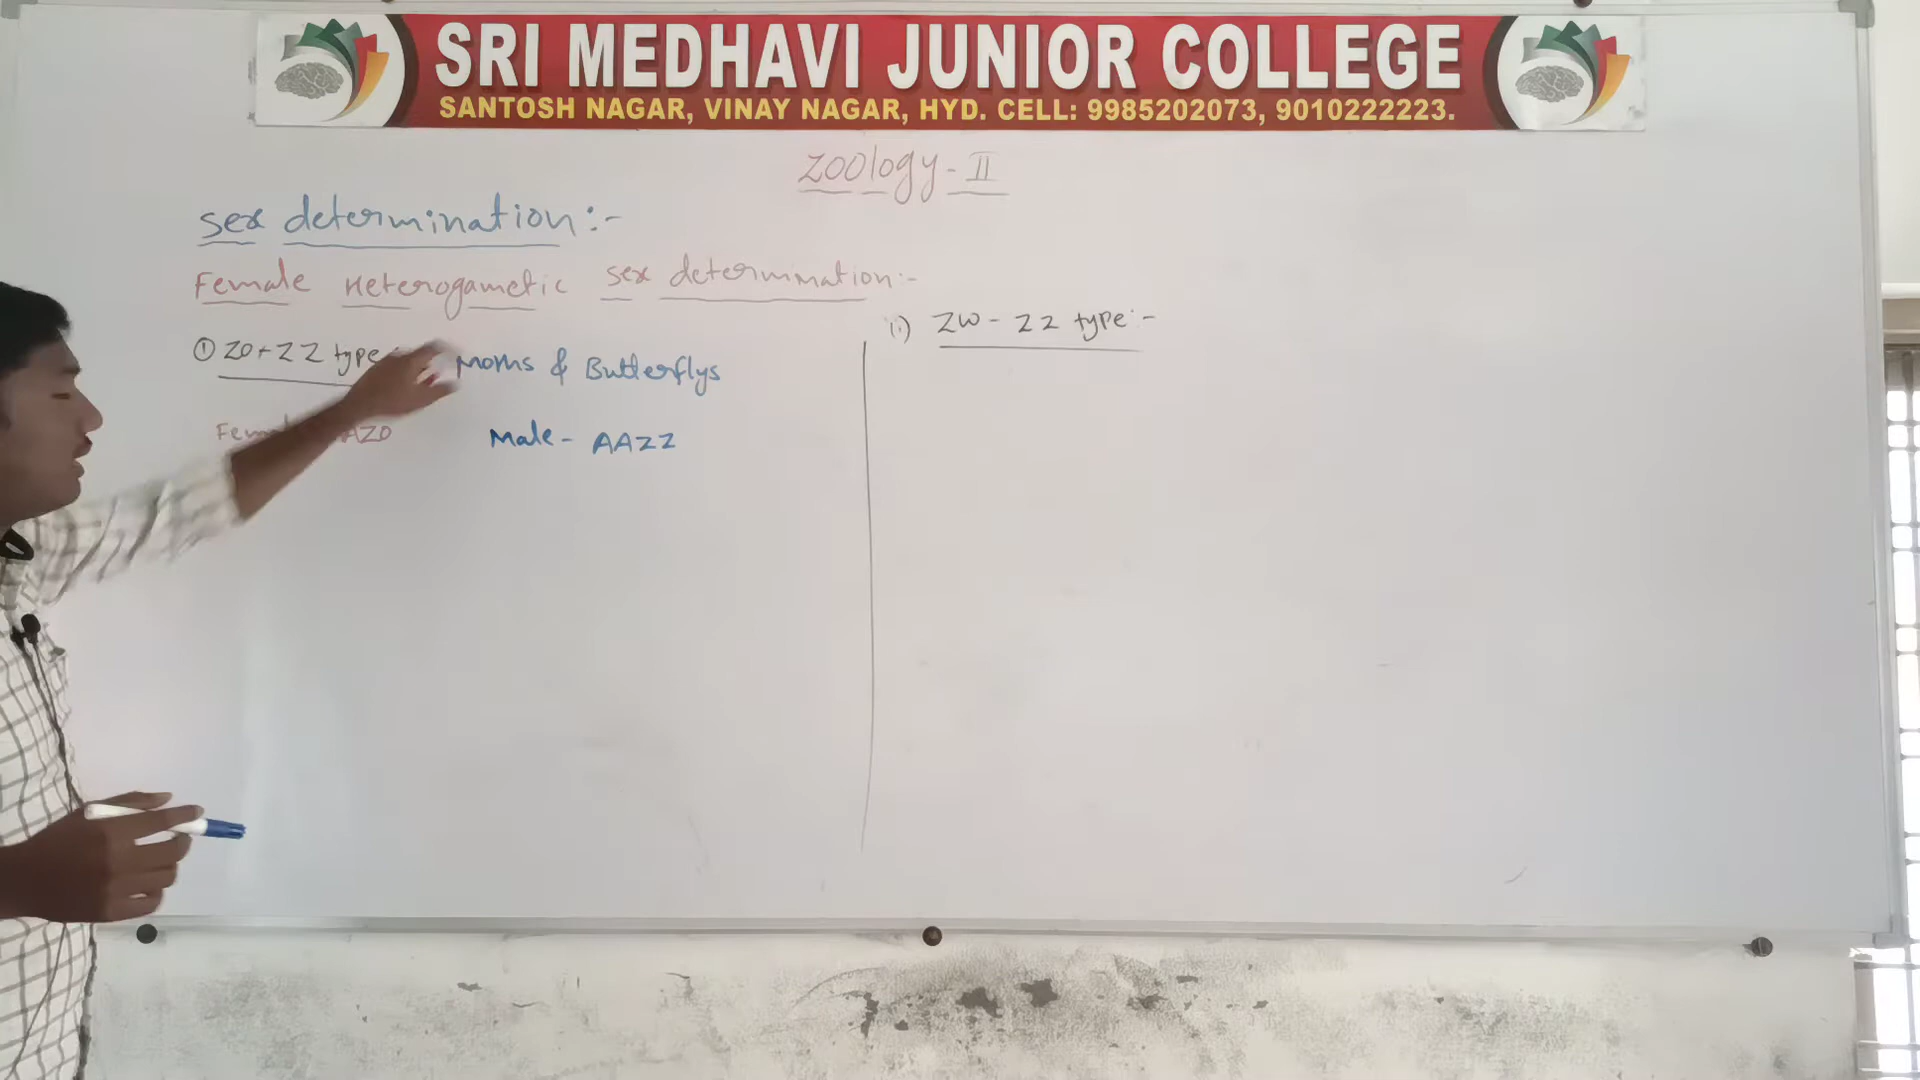 SRI MEDHAVI JUNIOR COLLEGE
SANTOSH NAGAR, VINAY NAGAR, HYD. CELL: 9985202073, 9010222223.
Zoology - II
sex determination:-
Female Heterogametic sex determination:-
① ZO + ZZ type
Moths & Butterflys
Male - AAZZ
ii) ZW - ZZ type:-